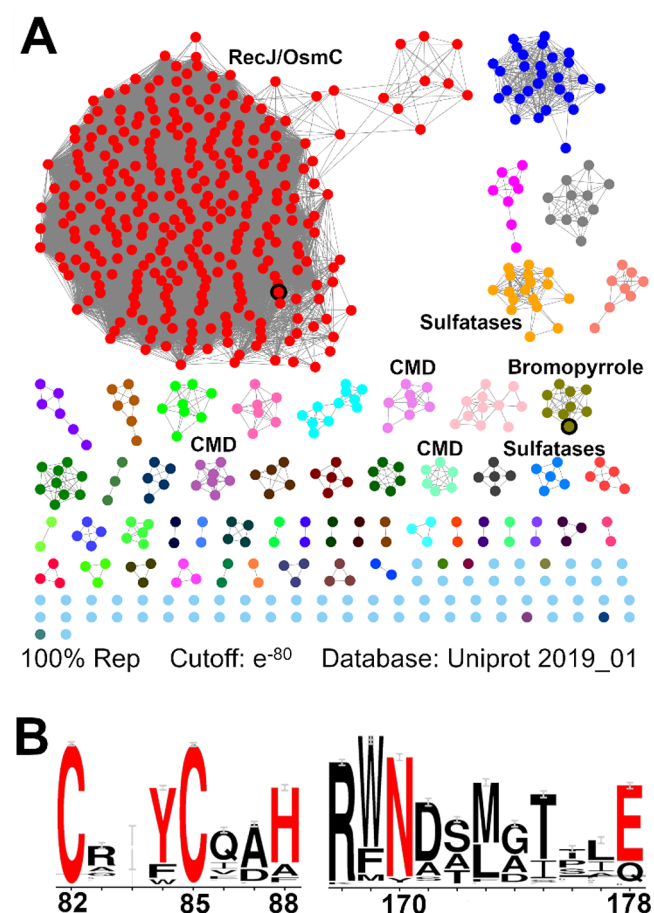 A
RecJ/OsmC
Sulfatases
CMD
Bromopyrrole
CMD
CMD
Sulfatases
100% Rep Cutoff: e-80 Database: Uniprot 2019_01
B
C R Y C Q A H R W N D S M G T L E
F V D A F M A A L A I Q
W T D
82 85 88 170 178